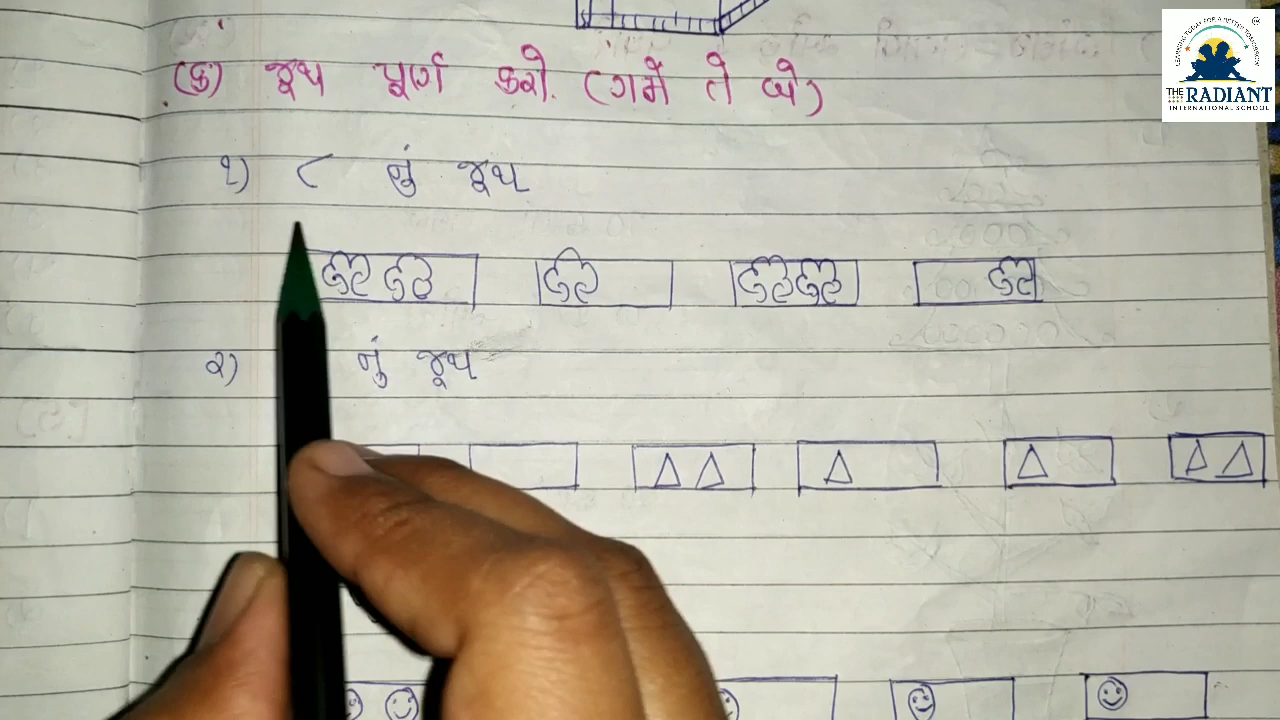 (ક) જૂથ પૂર્ણ કરો. (ગમે તે બે)
THE RADIANT
INTERNATIONAL SCHOOL
૧) ૮ નું જૂથ
૨) નું જૂથ